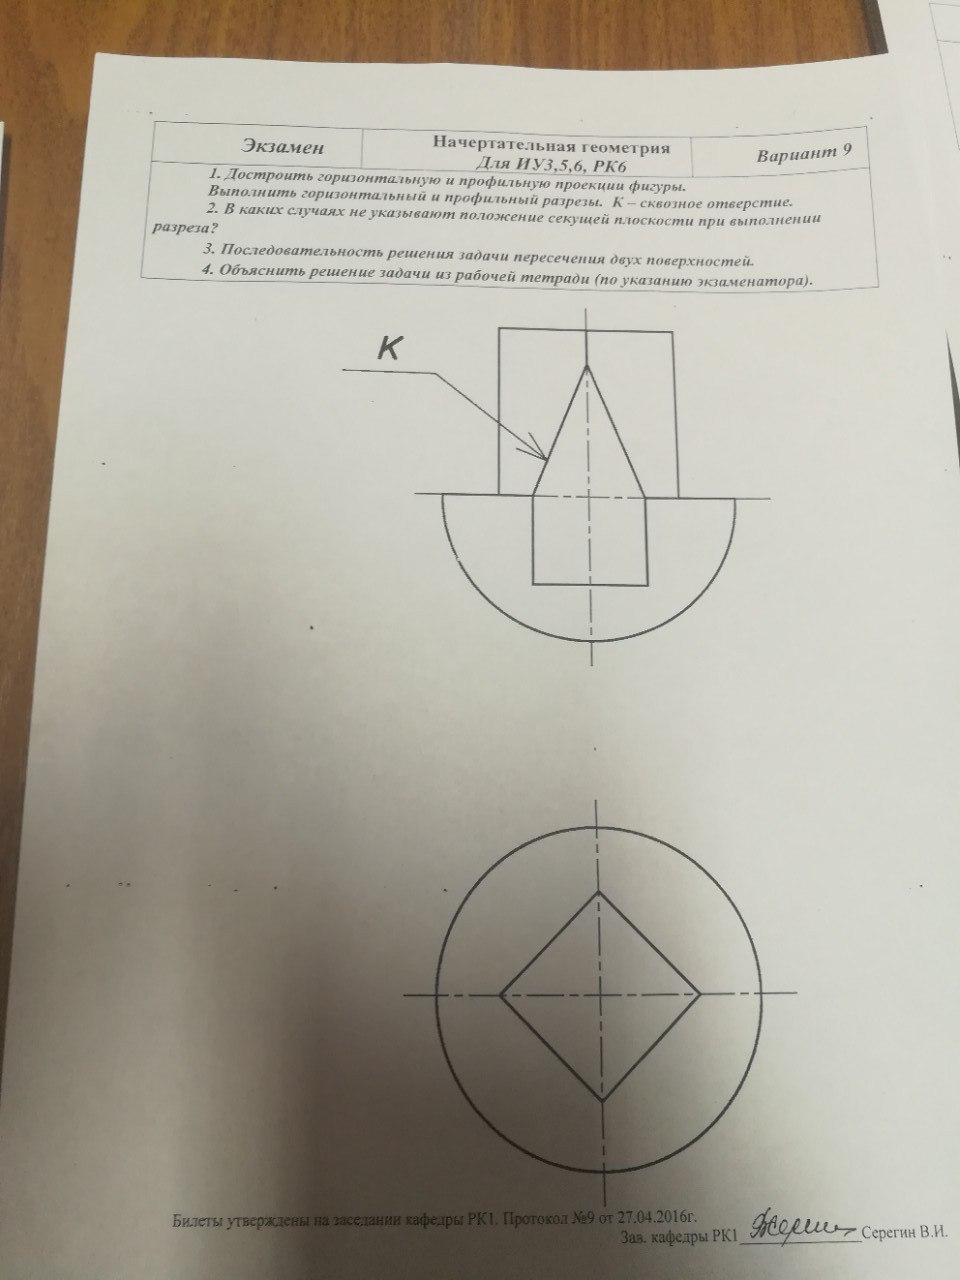 Экзамен
Начертательная геометрия
Для ИУ3,5,6, РК6
Вариант 9
1. Достроить горизонтальную и профильную проекции фигуры.
Выполнить горизонтальный и профильный разрезы. К – сквозное отверстие.
2. В каких случаях не указывают положение секущей плоскости при выполнении
разреза?
3. Последовательность решения задачи пересечения двух поверхностей.
4. Объяснить решение задачи из рабочей тетради (по указанию экзаменатора).
К
Билеты утверждены на заседании кафедры РК1. Протокол №9 от 27.04.2016г.
Зав. кафедры РК1 Серегин В.И.